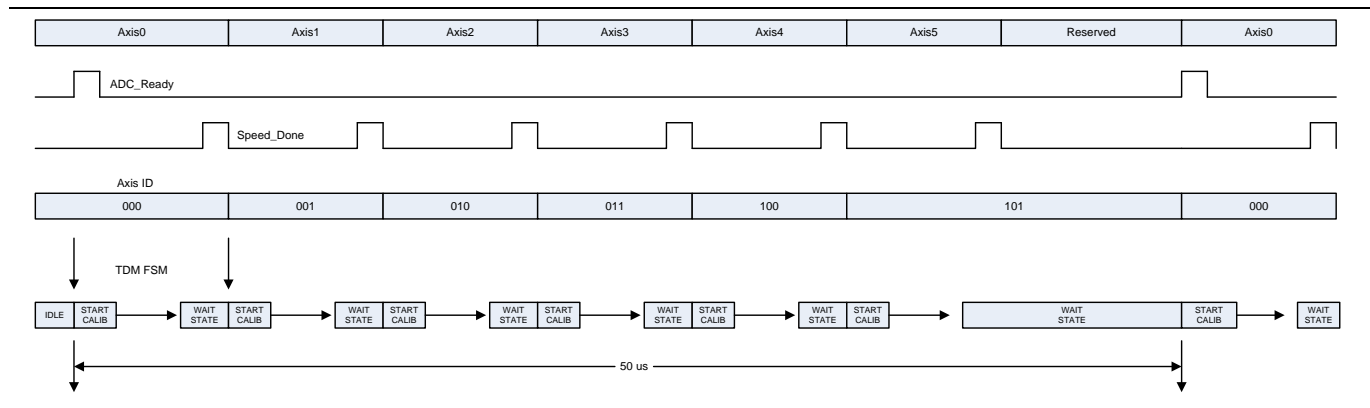 Axis0 Axis1 Axis2 Axis3 Axis4 Axis5 Reserved Axis0
ADC_Ready
Speed_Done
Axis ID
000 001 010 011 100 101 000
TDM FSM
IDLE START CALIB WAIT STATE START CALIB WAIT STATE START CALIB WAIT STATE START CALIB WAIT STATE START CALIB WAIT STATE START CALIB WAIT STATE START CALIB WAIT STATE
50 us